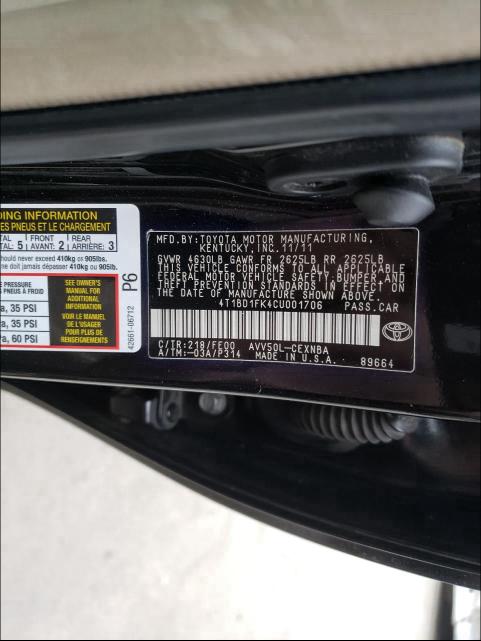 DING INFORMATION
ES PNEUS ET LE CHARGEMENT
TAL 5 FRONT AVANT 2 REAR ARRIÈRE: 3
should never exceed 410kg or 905lbs.
ne doit jamais dépasser 410kg ou 905lb.
PRESSURE
PNEUS À FROID
a, 35 PSI
a, 35 PSI
a, 60 PSI
SEE OWNER'S
MANUAL FOR
ADDITIONAL
INFORMATION
VOIR LE MANUEL
DE L'USAGER
POUR PLUS DE
RENSEIGNEMENTS
P6
42661-06712
MFD.BY:TOYOTA MOTOR MANUFACTURING,
KENTUCKY,INC.11/11
GVWR 4630LB GAWR FR 2625LB RR 2625LB
THIS VEHICLE CONFORMS TO ALL APPLICABLE
FEDERAL MOTOR VEHICLE SAFETY,BUMPER,AND
THEFT PREVENTION STANDARDS IN EFFECT ON
THE DATE OF MANUFACTURE SHOWN ABOVE.
4T1BD1FK4CU001706
PASS.CAR
C/TR:218/FE00 AVV50L-CEXNBA
A/TM:-03A/P314 MADE IN U.S.A. 89664